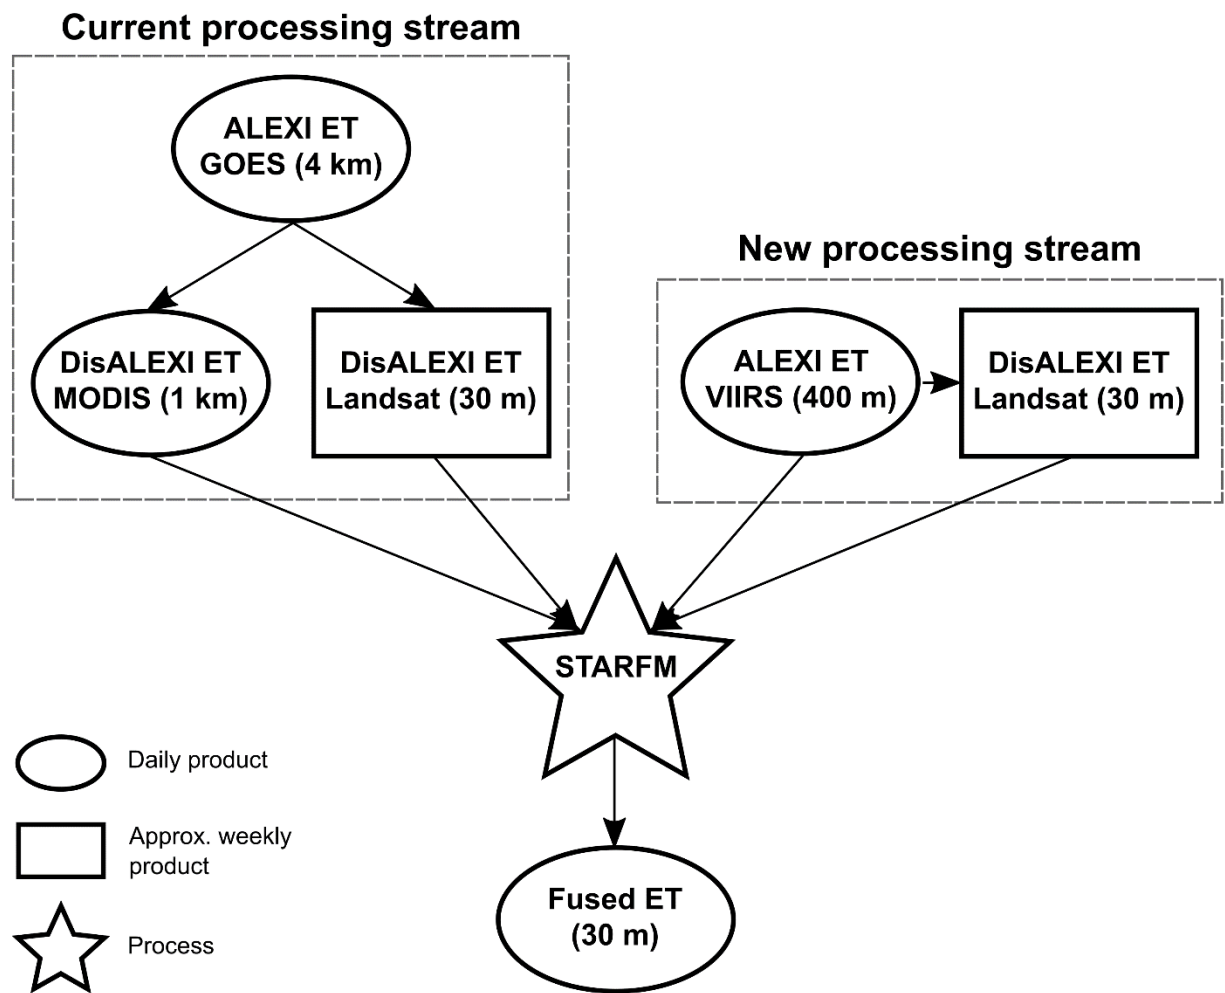 Current processing stream
ALEXI ET
GOES (4 km)
DisALEXI ET
MODIS (1 km)
DisALEXI ET
Landsat (30 m)
New processing stream
ALEXI ET
VIIRS (400 m)
DisALEXI ET
Landsat (30 m)
STARFM
Fused ET
(30 m)
Daily product
Approx. weekly
product
Process